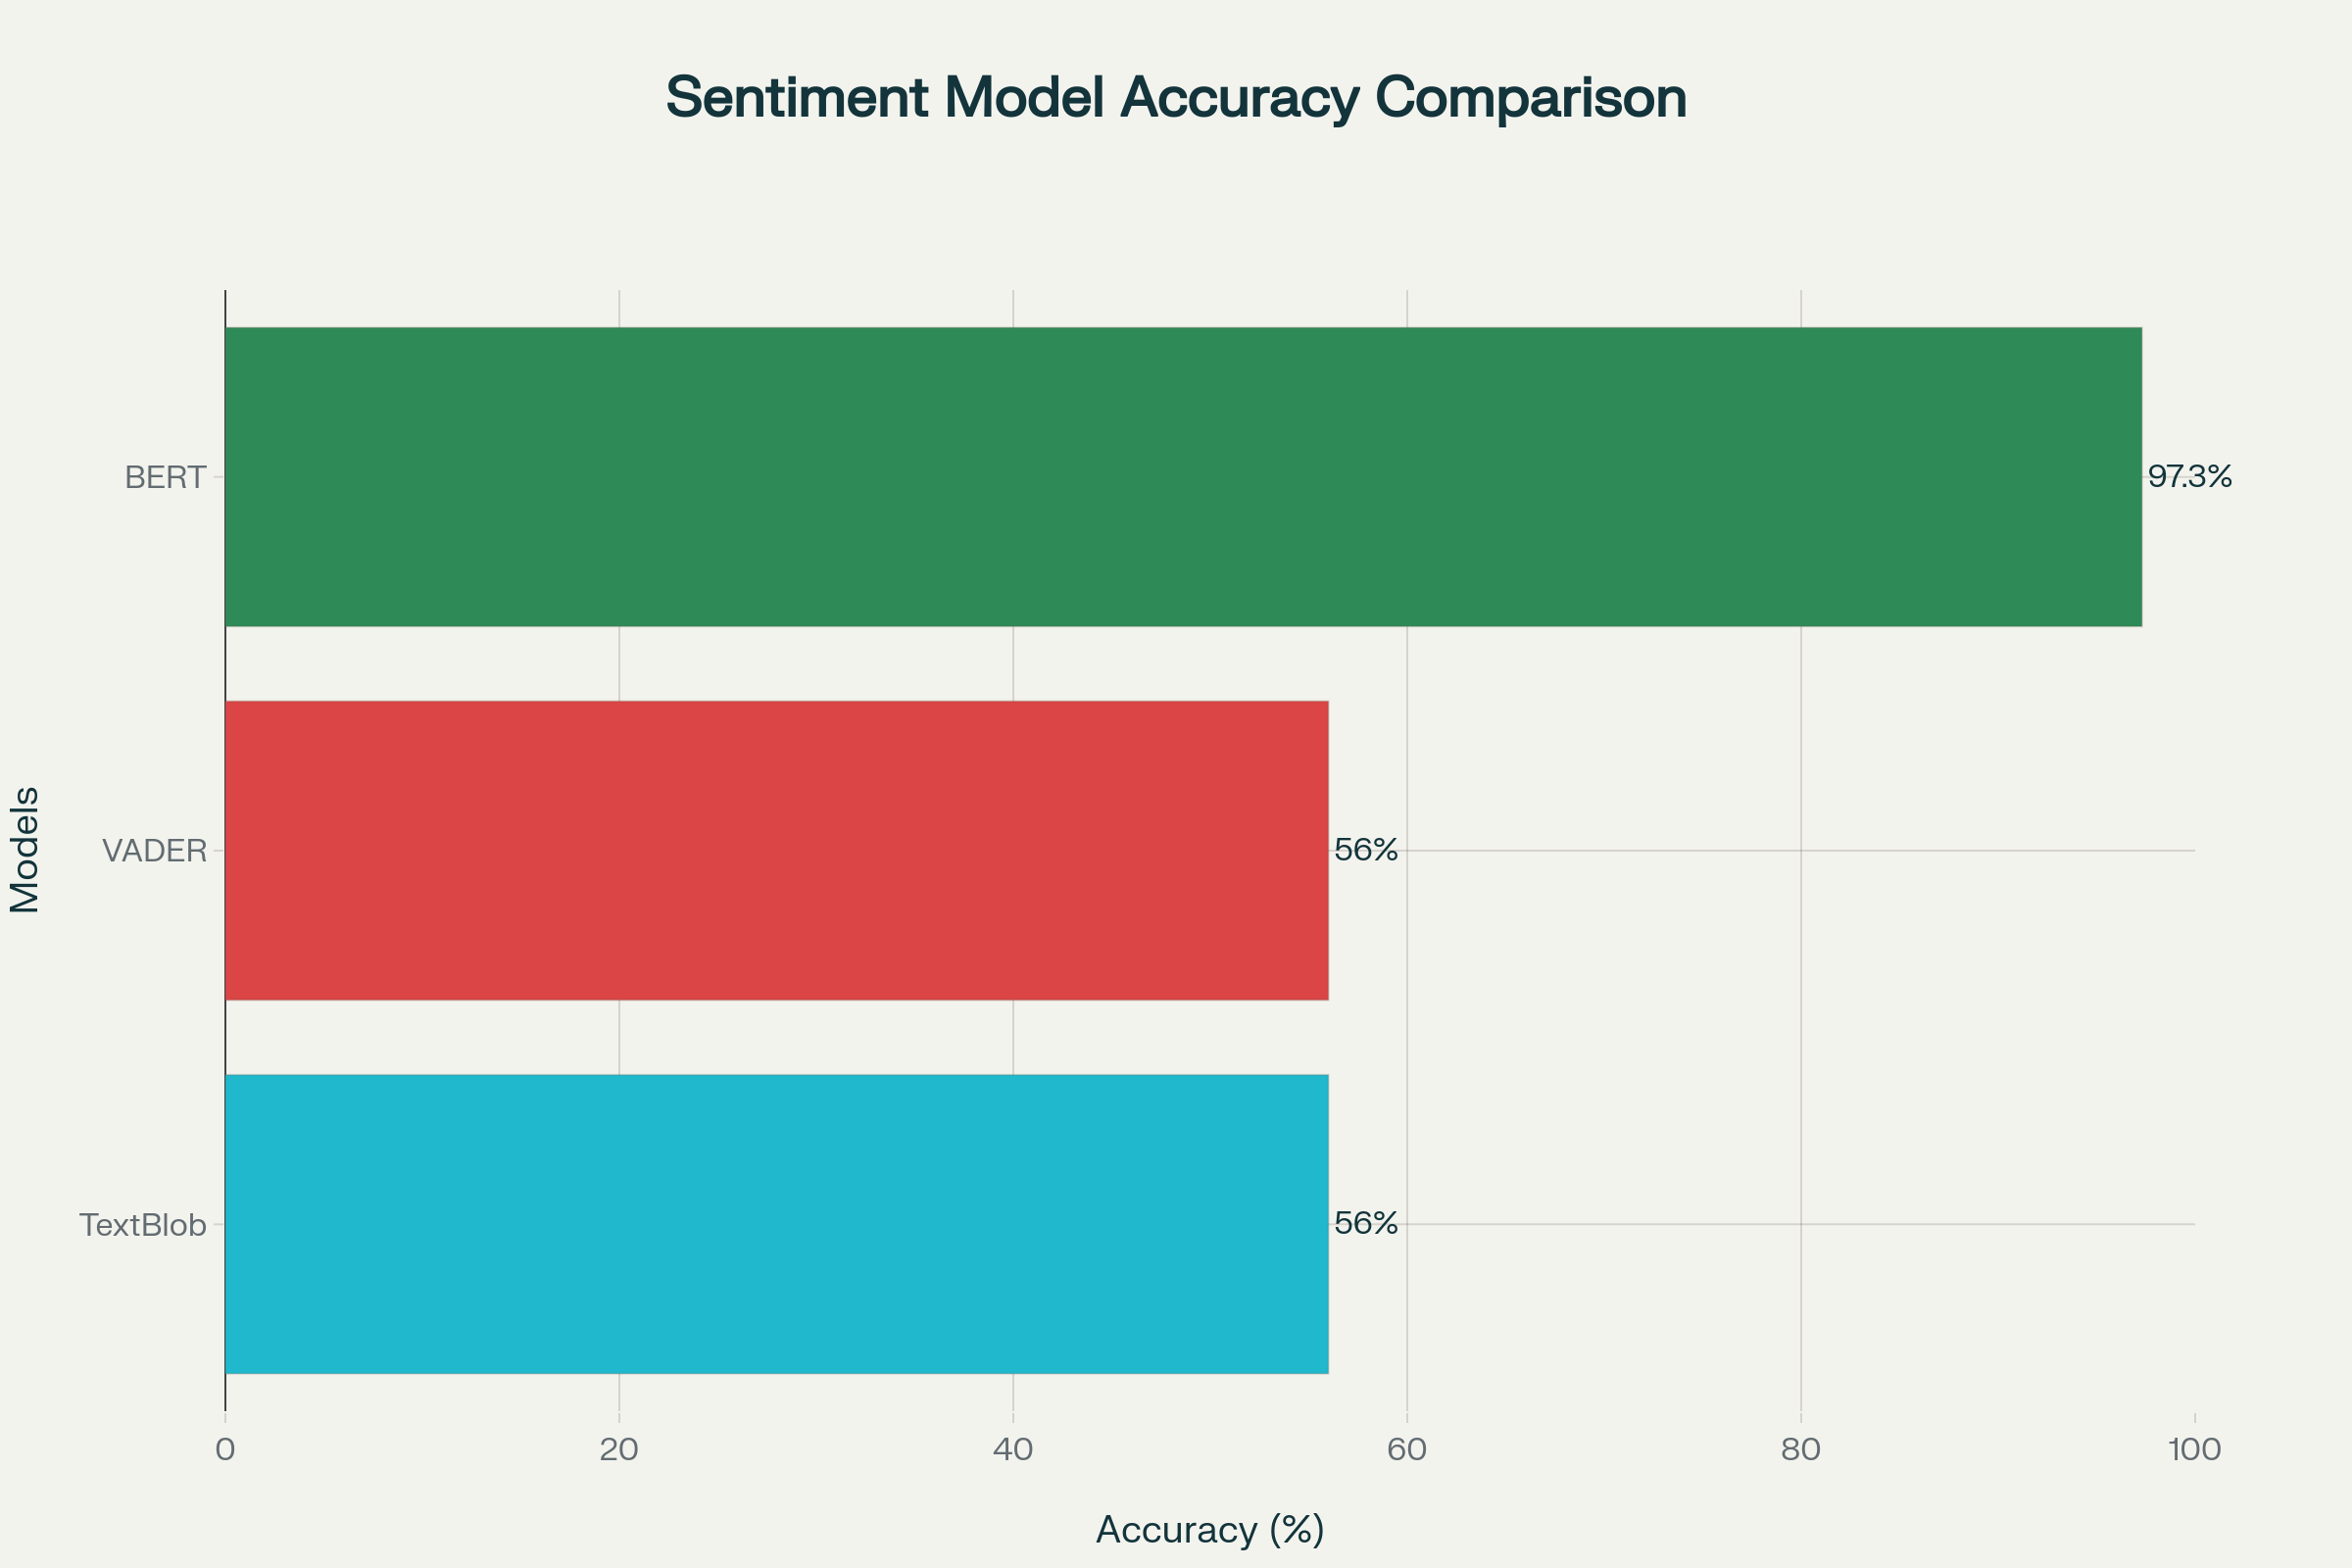 Sentiment Model Accuracy Comparison
BERT
97.3%
VADER
56%
TextBlob
56%
Models
0 20 40 60 80 100
Accuracy (%)